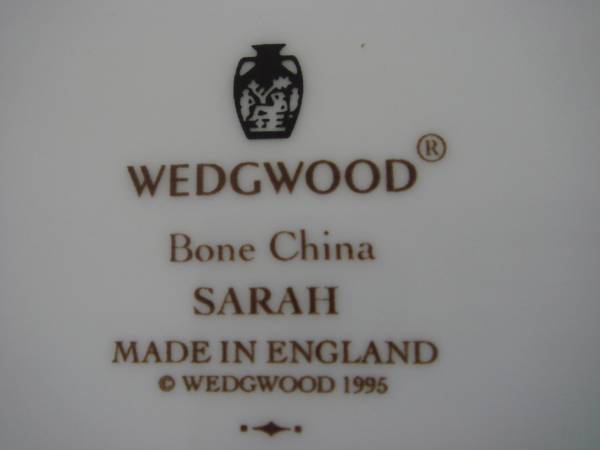 WEDGWOOD®
Bone China
SARAH
MADE IN ENGLAND
© WEDGWOOD 1995